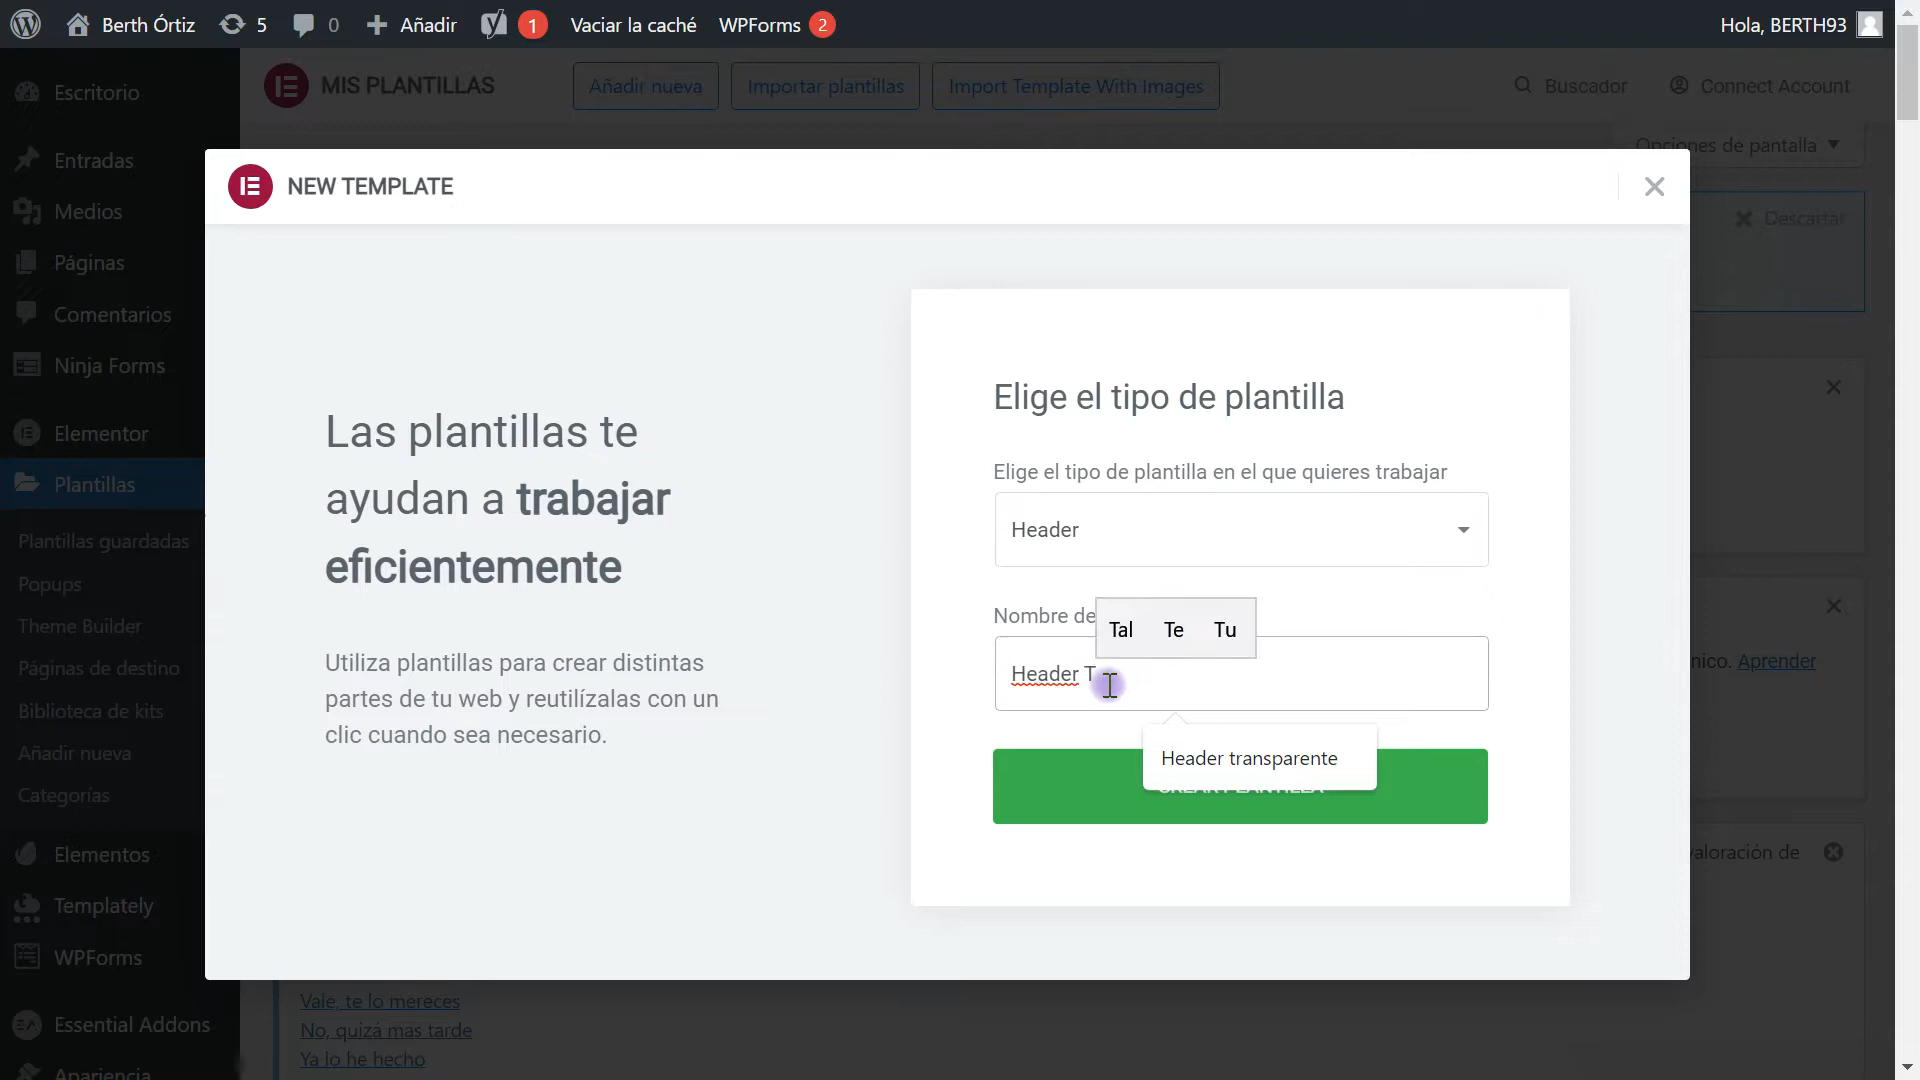 Berth Órtiz
5
0
Añadir
1
Vaciar la caché
WPForms 2
Hola, BERTH93
Escritorio
Entradas
Medios
Páginas
Comentarios
Ninja Forms
Elementor
Plantillas
Plantillas guardadas
Popups
Theme Builder
Páginas de destino
Biblioteca de kits
Añadir nueva
Categorías
Elementos
Templately
WPForms
Essential Addons
Apariencia
MIS PLANTILLAS
Añadir nueva
Importar plantillas
Import Template With Images
Buscador
Connect Account
Opciones de pantalla
Descartar
NEW TEMPLATE
Las plantillas te
ayudan a trabajar
eficientemente
Utiliza plantillas para crear distintas
partes de tu web y reutilízalas con un
clic cuando sea necesario.
Elige el tipo de plantilla
Elige el tipo de plantilla en el que quieres trabajar
Header
Nombre de
Tal Te Tu
Header T
Header transparente
CREAR PLANTILLA
nico. Aprender
valoración de
Vale, te lo mereces
No, quizá mas tarde
Ya lo he hecho